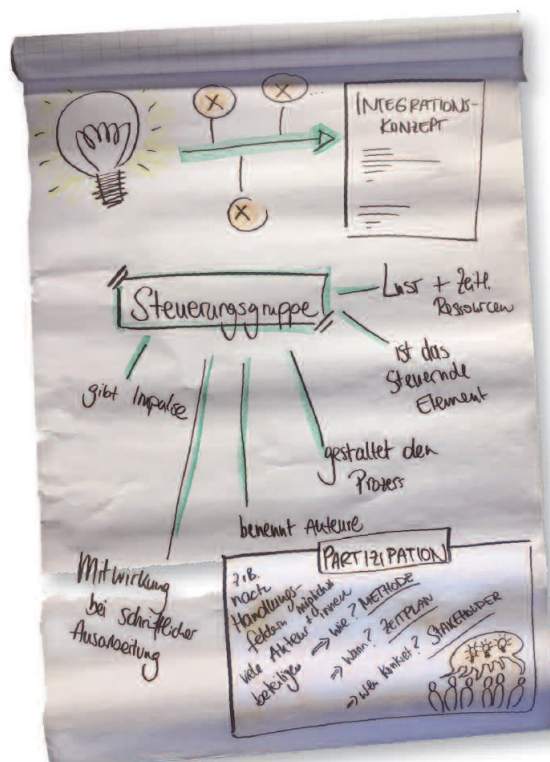 X
X
...
X
INTEGRATIONS-
KONZEPT
Steuerungsgruppe
Lust + zeitl.
Ressourcen
ist das
Steuernde
Element
gibt Impulse
gestaltet den
Prozess
benennt Akteure
Mitwirkung
bei schriftlicher
Ausarbeitung
PARTIZIPATION
z.B.
nach
Handlungs-
feldern möglichst
viele Akteur*innen
beteiligen
⇒ wie? METHODE
⇒ wann? ZEITPLAN
⇒ wer konkret? STAKEHOLDER